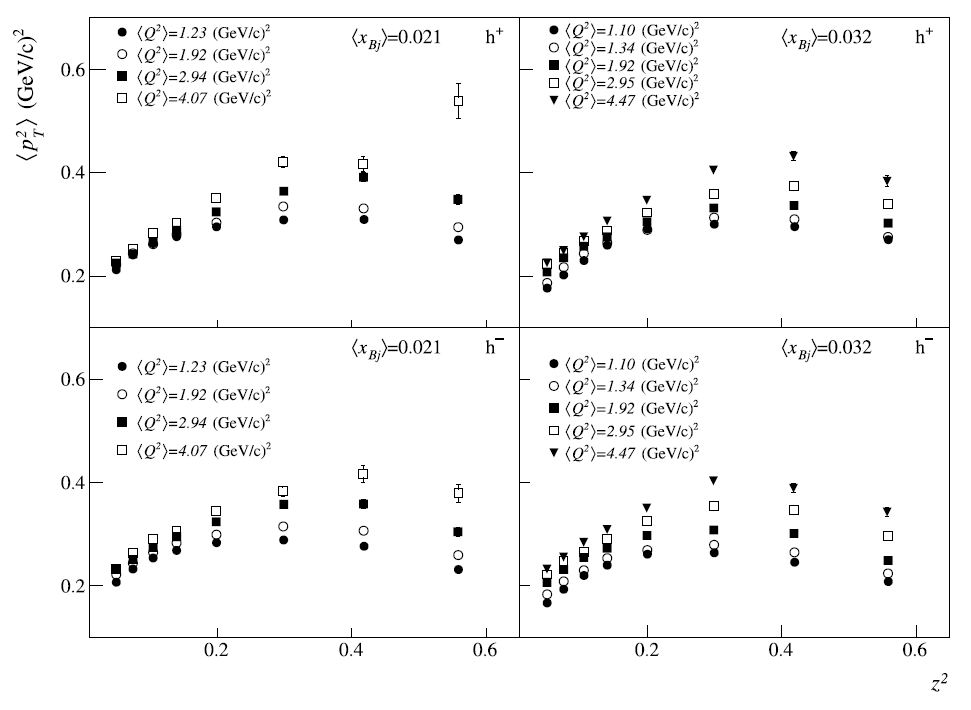 ⟨p_T^2⟩ (GeV/c)^2
⟨x_Bj⟩=0.021 h^+
⟨Q^2⟩=1.23 (GeV/c)^2
⟨Q^2⟩=1.92 (GeV/c)^2
⟨Q^2⟩=2.94 (GeV/c)^2
⟨Q^2⟩=4.07 (GeV/c)^2
0.6
0.4
0.2
⟨x_Bj⟩=0.032 h^+
⟨Q^2⟩=1.10 (GeV/c)^2
⟨Q^2⟩=1.34 (GeV/c)^2
⟨Q^2⟩=1.92 (GeV/c)^2
⟨Q^2⟩=2.95 (GeV/c)^2
⟨Q^2⟩=4.47 (GeV/c)^2
⟨x_Bj⟩=0.021 h^−
⟨Q^2⟩=1.23 (GeV/c)^2
⟨Q^2⟩=1.92 (GeV/c)^2
⟨Q^2⟩=2.94 (GeV/c)^2
⟨Q^2⟩=4.07 (GeV/c)^2
0.6
0.4
0.2
⟨x_Bj⟩=0.032 h^−
⟨Q^2⟩=1.10 (GeV/c)^2
⟨Q^2⟩=1.34 (GeV/c)^2
⟨Q^2⟩=1.92 (GeV/c)^2
⟨Q^2⟩=2.95 (GeV/c)^2
⟨Q^2⟩=4.47 (GeV/c)^2
0.2 0.4 0.6 0.2 0.4 0.6
z^2